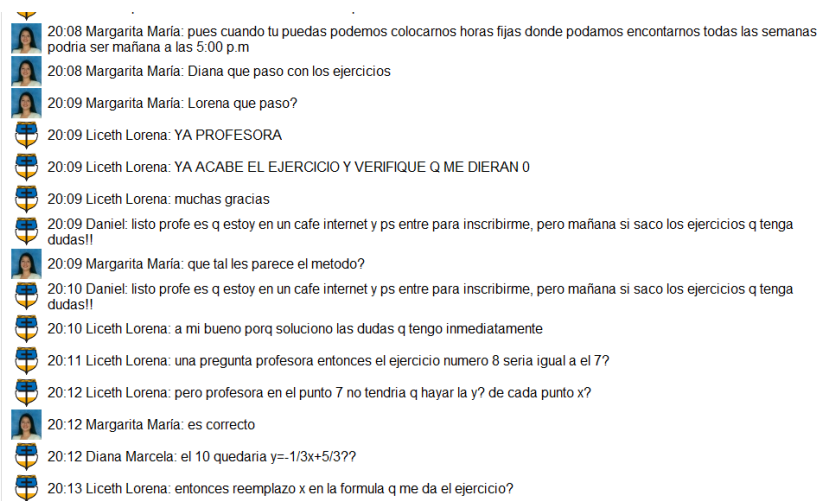 20:08 Margarita María: pues cuando tu puedas podemos colocarnos horas fijas donde podamos encontarnos todas las semanas
podria ser mañana a las 5:00 p.m
20:08 Margarita María: Diana que paso con los ejercicios
20:09 Margarita María: Lorena que paso?
20:09 Liceth Lorena: YA PROFESORA
20:09 Liceth Lorena: YA ACABE EL EJERCICIO Y VERIFIQUE Q ME DIERAN 0
20:09 Liceth Lorena: muchas gracias
20:09 Daniel: listo profe es q estoy en un cafe internet y ps entre para inscribirme, pero mañana si saco los ejercicios q tenga
dudas!!
20:09 Margarita María: que tal les parece el metodo?
20:10 Daniel: listo profe es q estoy en un cafe internet y ps entre para inscribirme, pero mañana si saco los ejercicios q tenga
dudas!!
20:10 Liceth Lorena: a mi bueno porq soluciono las dudas q tengo inmediatamente
20:11 Liceth Lorena: una pregunta profesora entonces el ejercicio numero 8 seria igual a el 7?
20:12 Liceth Lorena: pero profesora en el punto 7 no tendria q hayar la y? de cada punto x?
20:12 Margarita María: es correcto
20:12 Diana Marcela: el 10 quedaria y=-1/3x+5/3??
20:13 Liceth Lorena: entonces reemplazo x en la formula q me da el ejercicio?